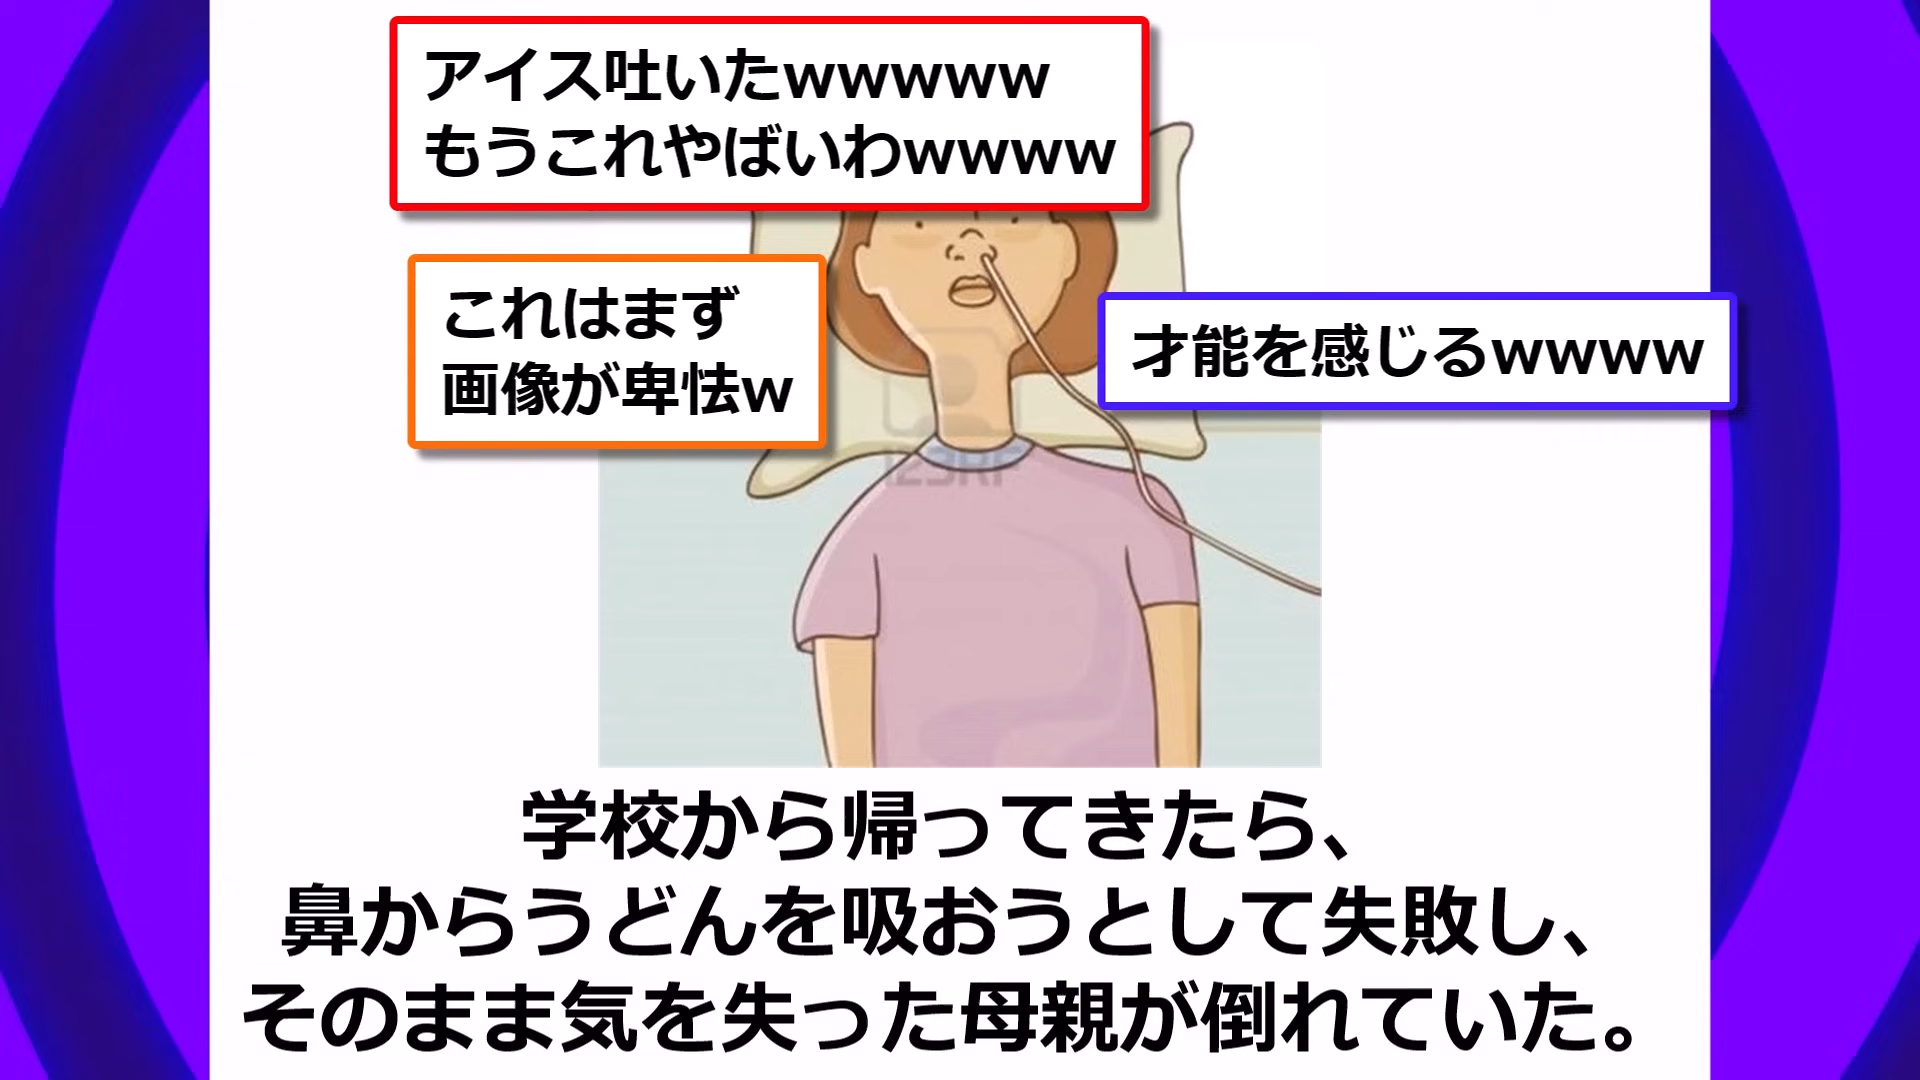 アイス吐いたwwwww
もうこれやばいわwwww
これはまず
画像が卑怯w
才能を感じるwwww
123RF
学校から帰ってきたら、
鼻からうどんを吸おうとして失敗し、
そのまま気を失った母親が倒れていた。